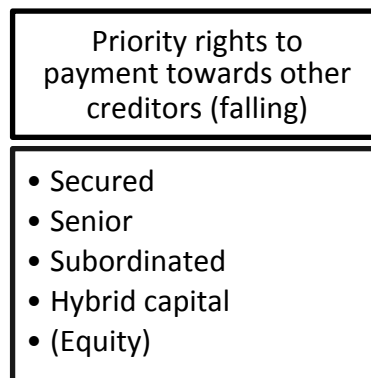 Priority rights to
payment towards other
creditors (falling)
• Secured
• Senior
• Subordinated
• Hybrid capital
• (Equity)